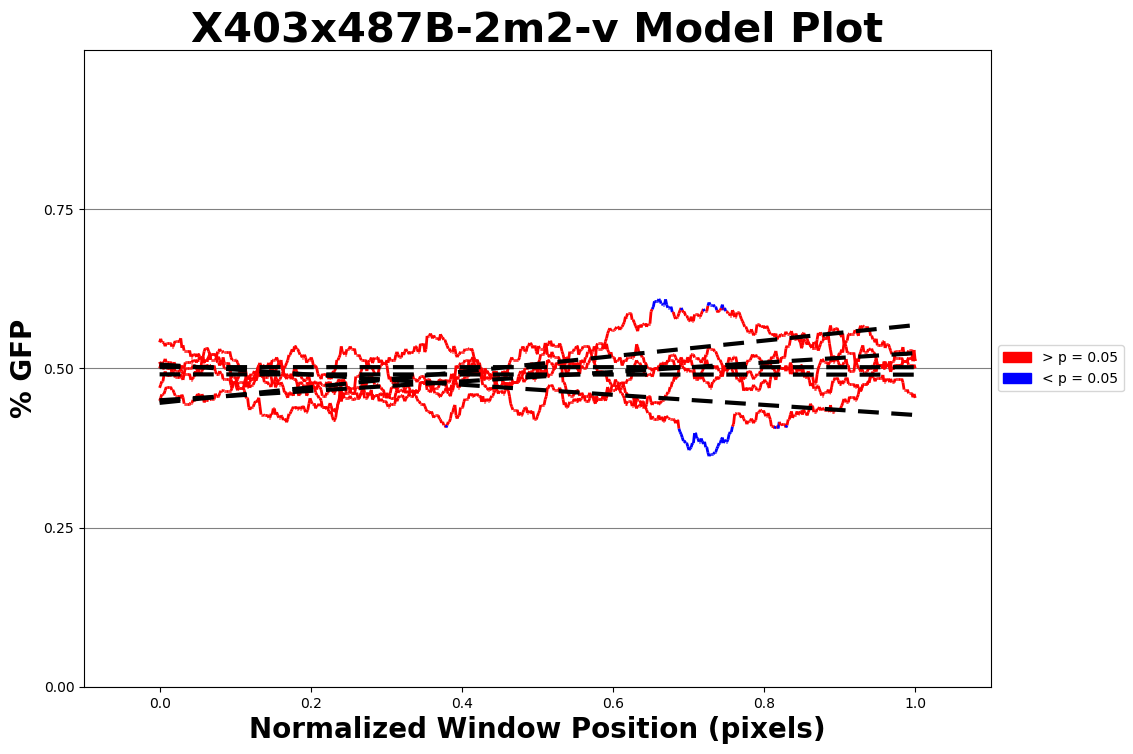 X403x487B-2m2-v Model Plot
% GFP
0.75
0.50
0.25
0.00
0.0 0.2 0.4 0.6 0.8 1.0
Normalized Window Position (pixels)
> p = 0.05
< p = 0.05